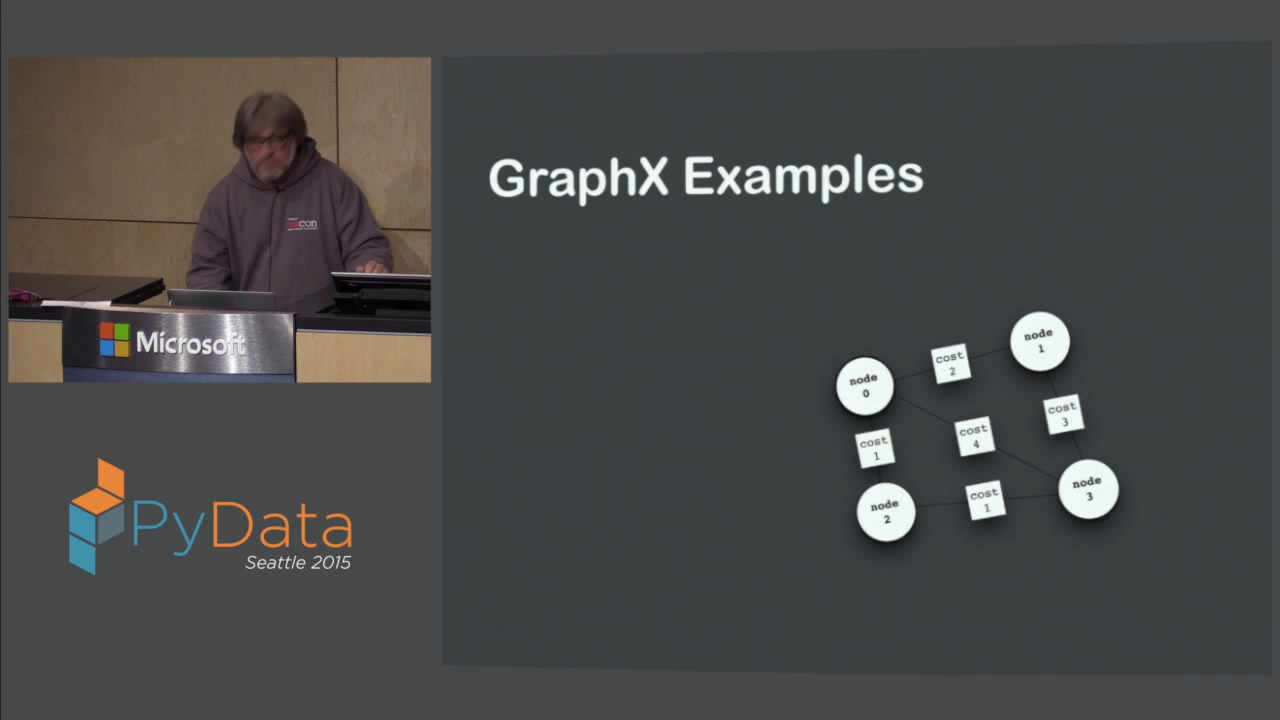 GraphX Examples
node
1
cost
2
node
0
cost
3
cost
4
cost
1
node
3
cost
1
node
2
con
Microsoft
PyData
Seattle 2015